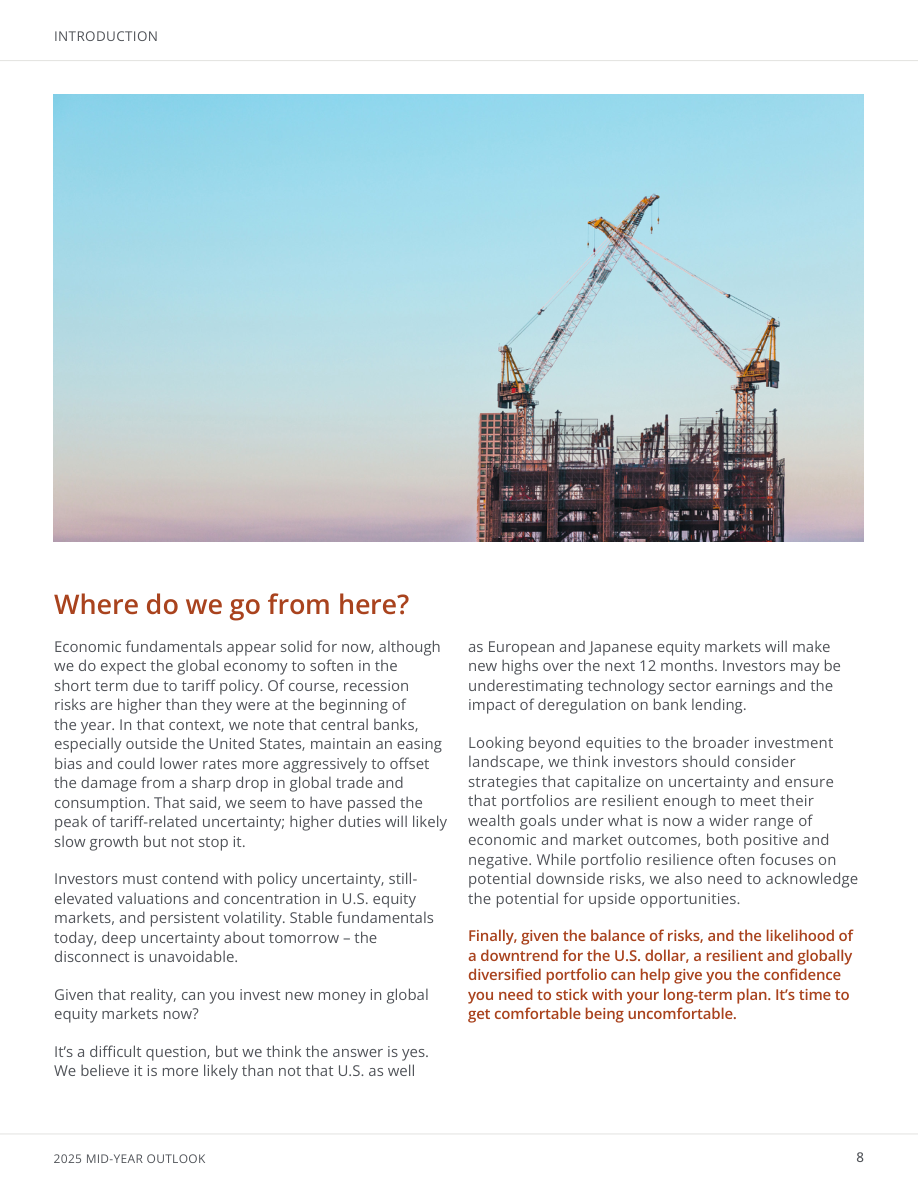 INTRODUCTION
Where do we go from here?
Economic fundamentals appear solid for now, although
we do expect the global economy to soften in the
short term due to tariff policy. Of course, recession
risks are higher than they were at the beginning of
the year. In that context, we note that central banks,
especially outside the United States, maintain an easing
bias and could lower rates more aggressively to offset
the damage from a sharp drop in global trade and
consumption. That said, we seem to have passed the
peak of tariff-related uncertainty; higher duties will likely
slow growth but not stop it.
Investors must contend with policy uncertainty, still-
elevated valuations and concentration in U.S. equity
markets, and persistent volatility. Stable fundamentals
today, deep uncertainty about tomorrow – the
disconnect is unavoidable.
Given that reality, can you invest new money in global
equity markets now?
It’s a difficult question, but we think the answer is yes.
We believe it is more likely than not that U.S. as well
as European and Japanese equity markets will make
new highs over the next 12 months. Investors may be
underestimating technology sector earnings and the
impact of deregulation on bank lending.
Looking beyond equities to the broader investment
landscape, we think investors should consider
strategies that capitalize on uncertainty and ensure
that portfolios are resilient enough to meet their
wealth goals under what is now a wider range of
economic and market outcomes, both positive and
negative. While portfolio resilience often focuses on
potential downside risks, we also need to acknowledge
the potential for upside opportunities.
Finally, given the balance of risks, and the likelihood of
a downtrend for the U.S. dollar, a resilient and globally
diversified portfolio can help give you the confidence
you need to stick with your long-term plan. It’s time to
get comfortable being uncomfortable.
2025 MID-YEAR OUTLOOK
8